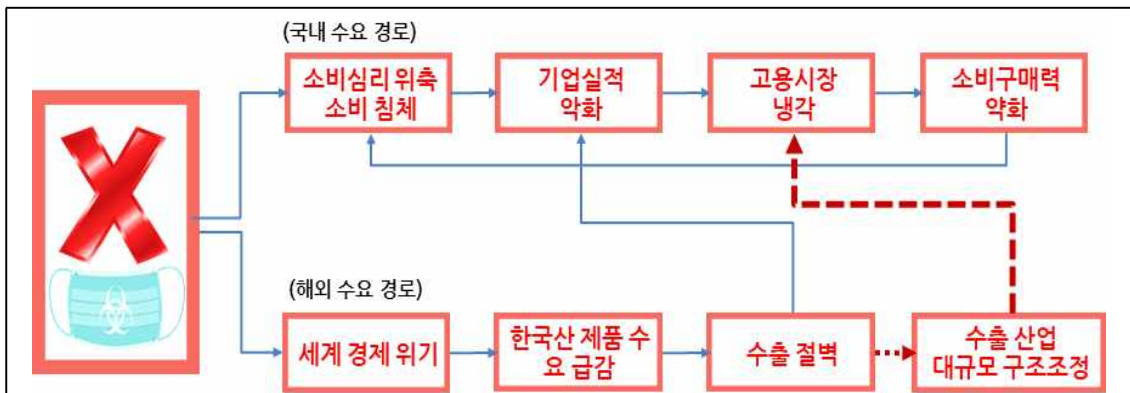 (국내 수요 경로)
소비심리 위축
소비 침체
기업실적
악화
고용시장
냉각
소비구매력
약화
(해외 수요 경로)
세계 경제 위기
한국산 제품 수
요 급감
수출 절벽
수출 산업
대규모 구조조정